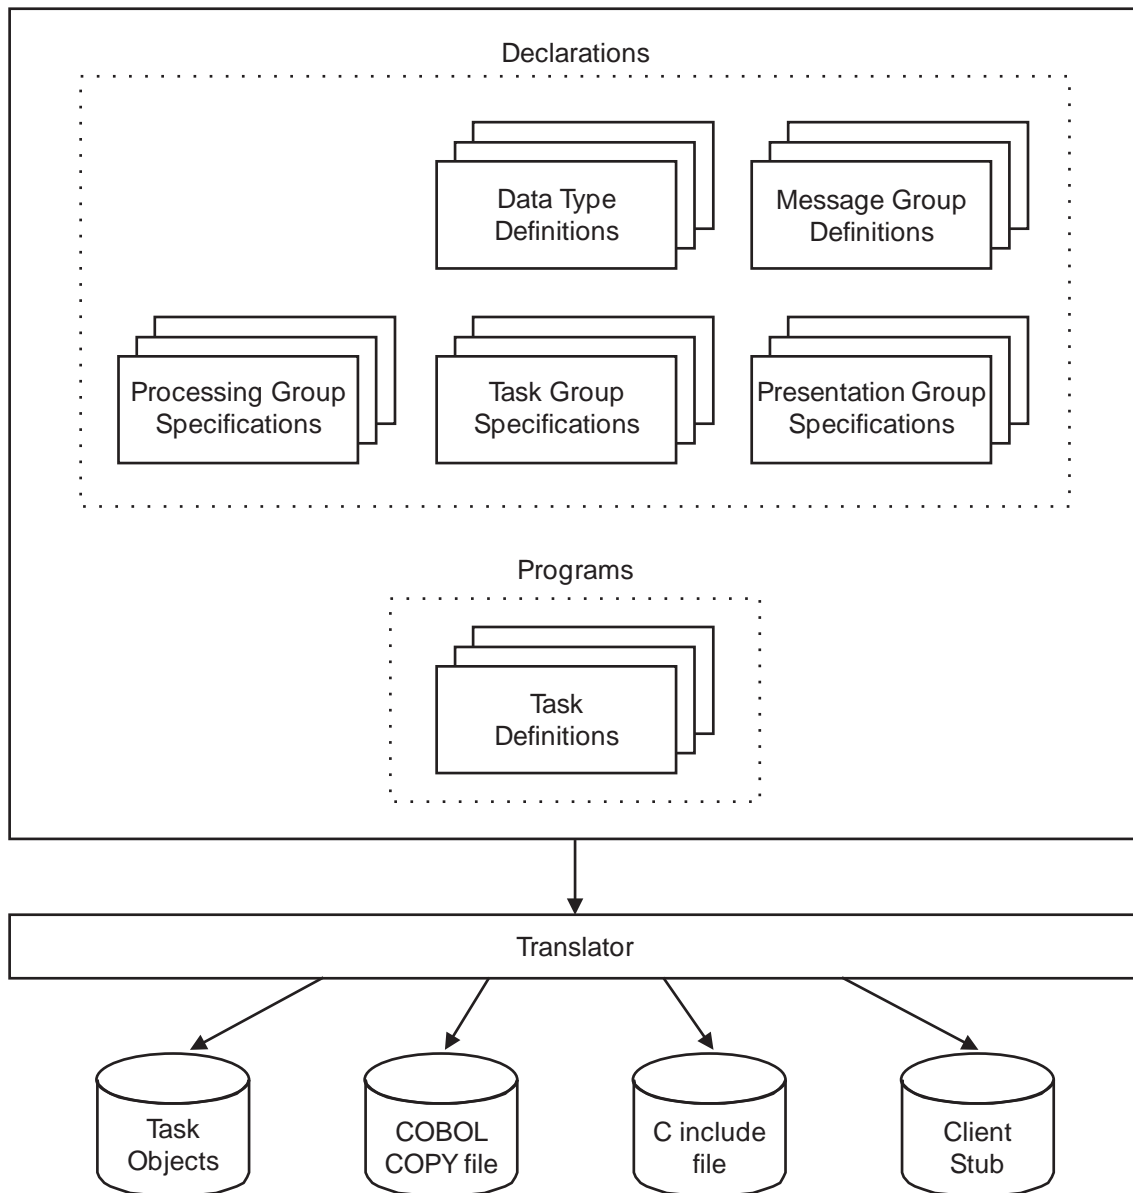 Declarations
Data Type
Definitions
Message Group
Definitions
Processing Group
Specifications
Task Group
Specifications
Presentation Group
Specifications
Programs
Task
Definitions
Translator
Task
Objects
COBOL
COPY file
C include
file
Client
Stub